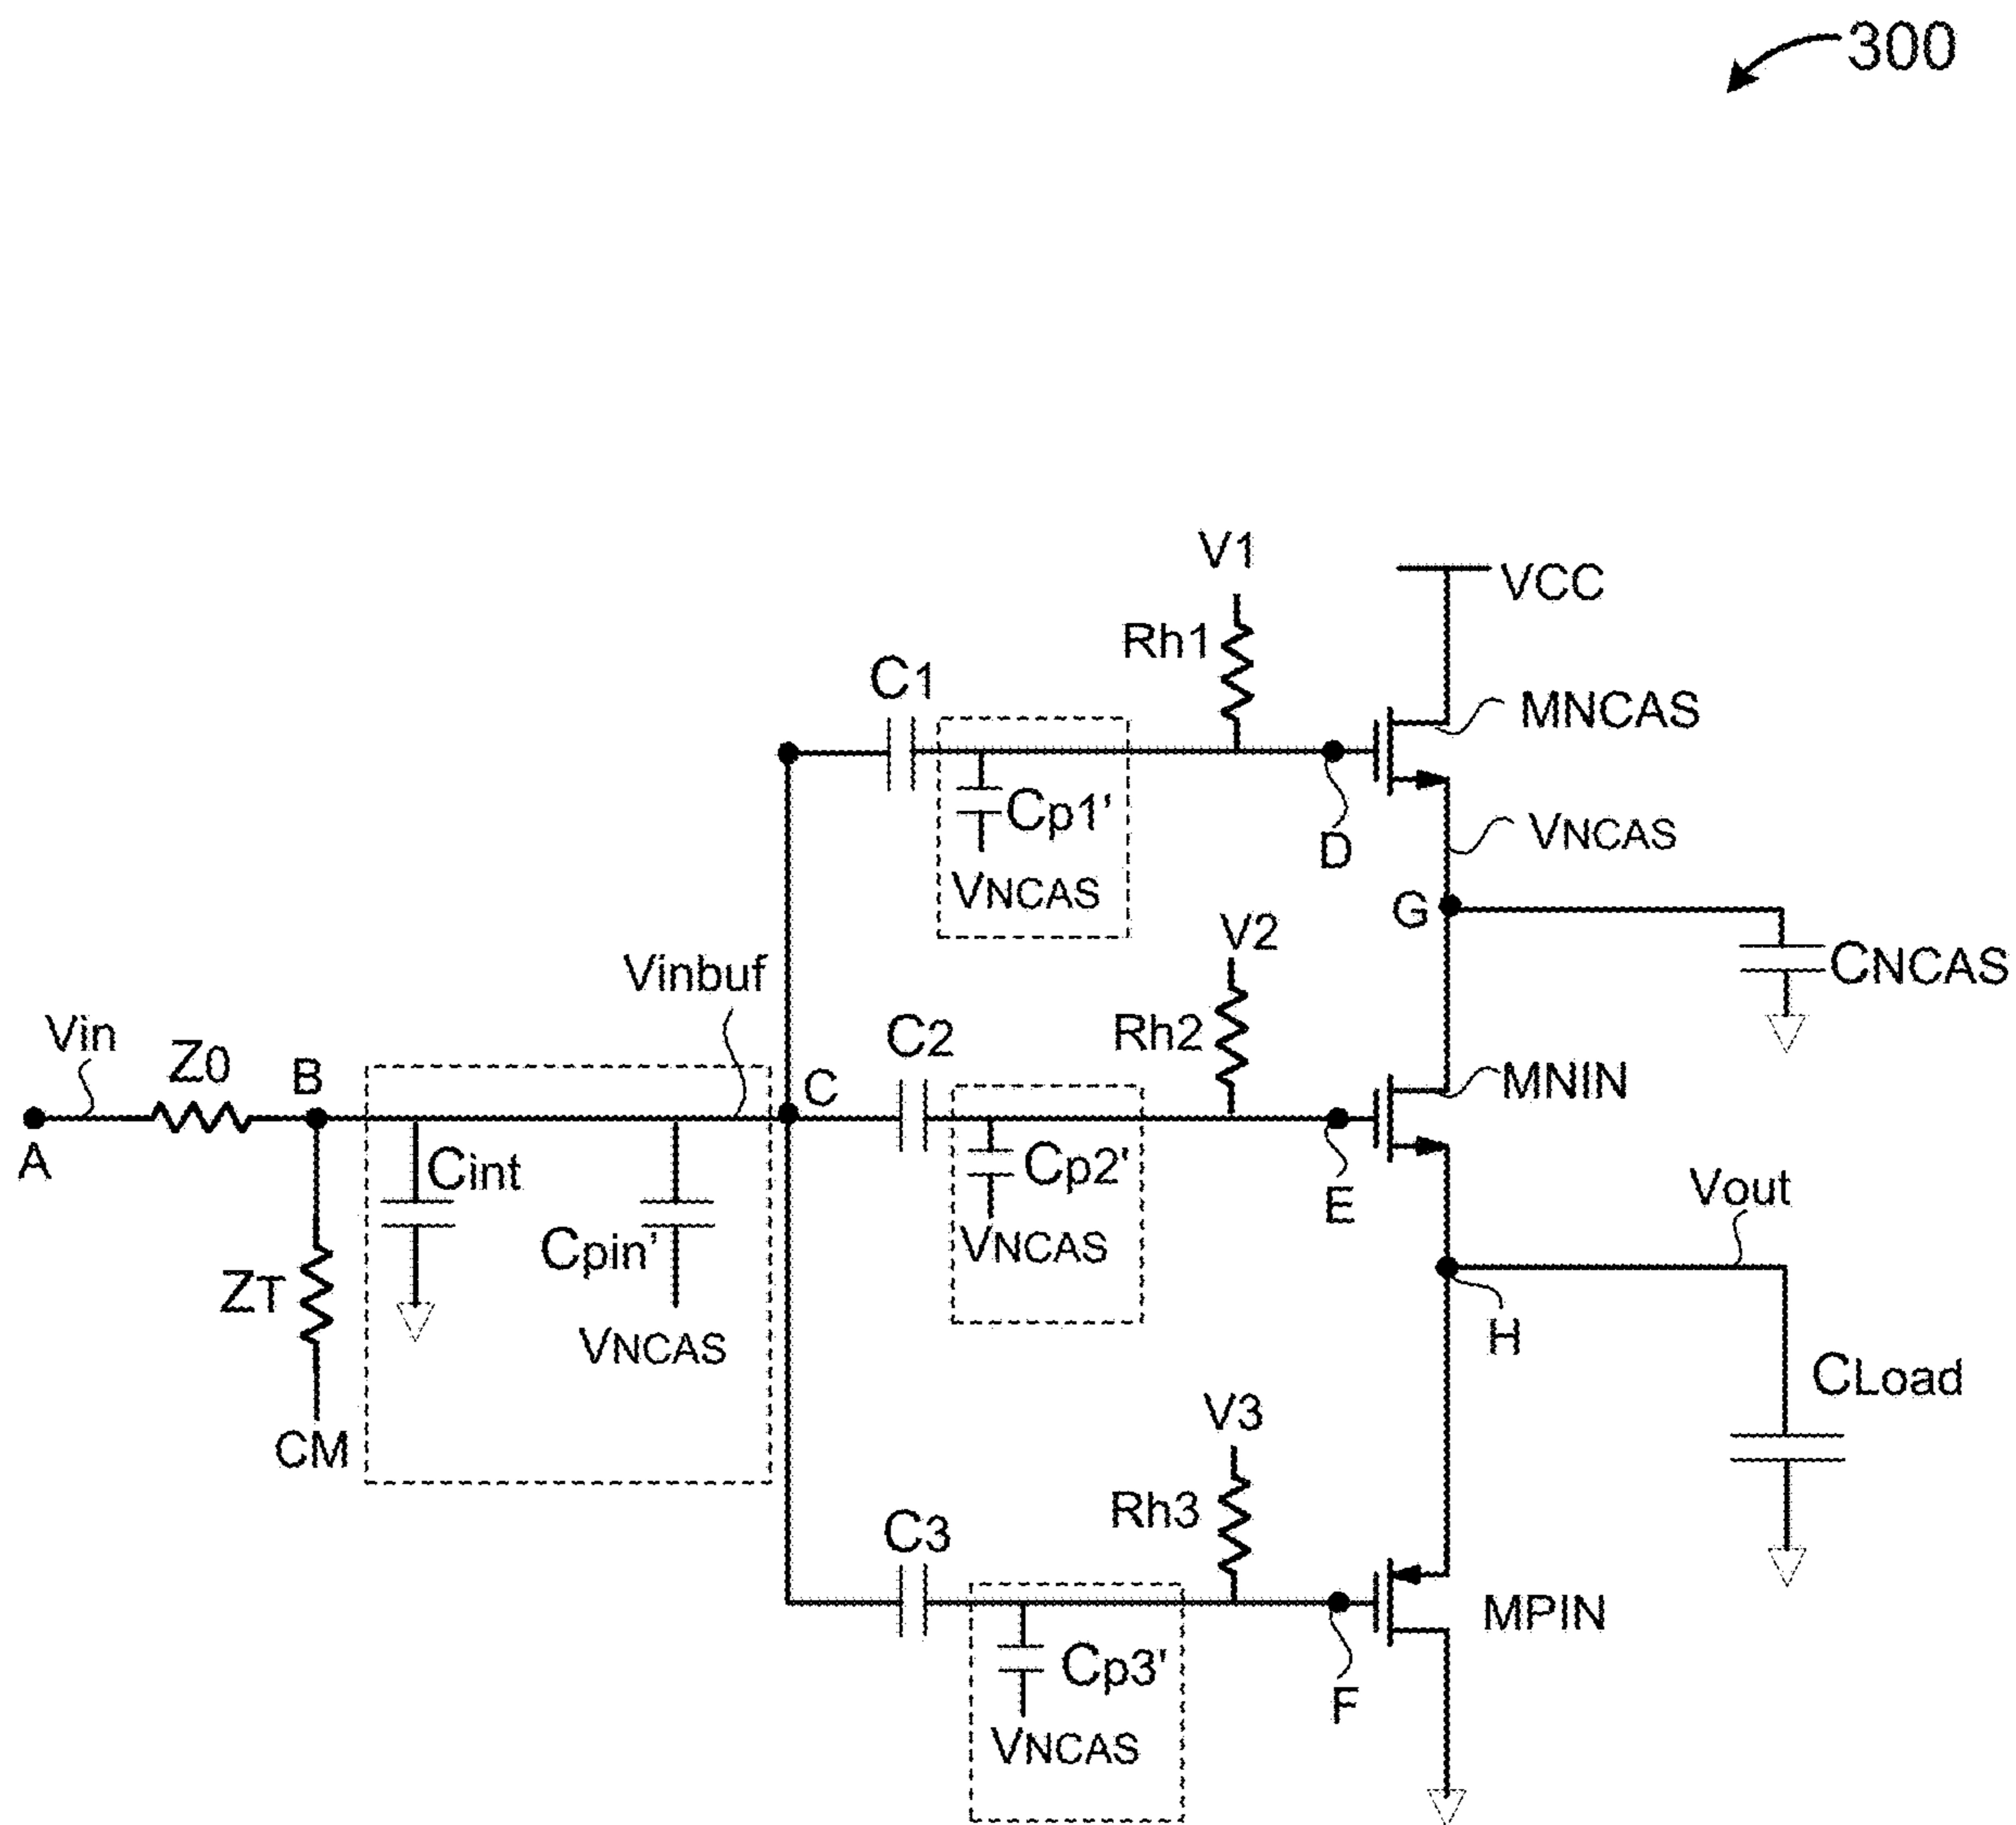 300
V1
VCC
Rh1
C1
MNCAS
Cp1'
VNCAS
D
VNCAS
G
V2
CNCAS
Vinbuf
Rh2
C2
Vin
Z0
B
C
MNIN
A
Cint
Cp2'
E
VNCAS
Vout
Cpin'
ZT
VNCAS
H
CLoad
CM
V3
Rh3
C3
MPIN
Cp3'
F
VNCAS